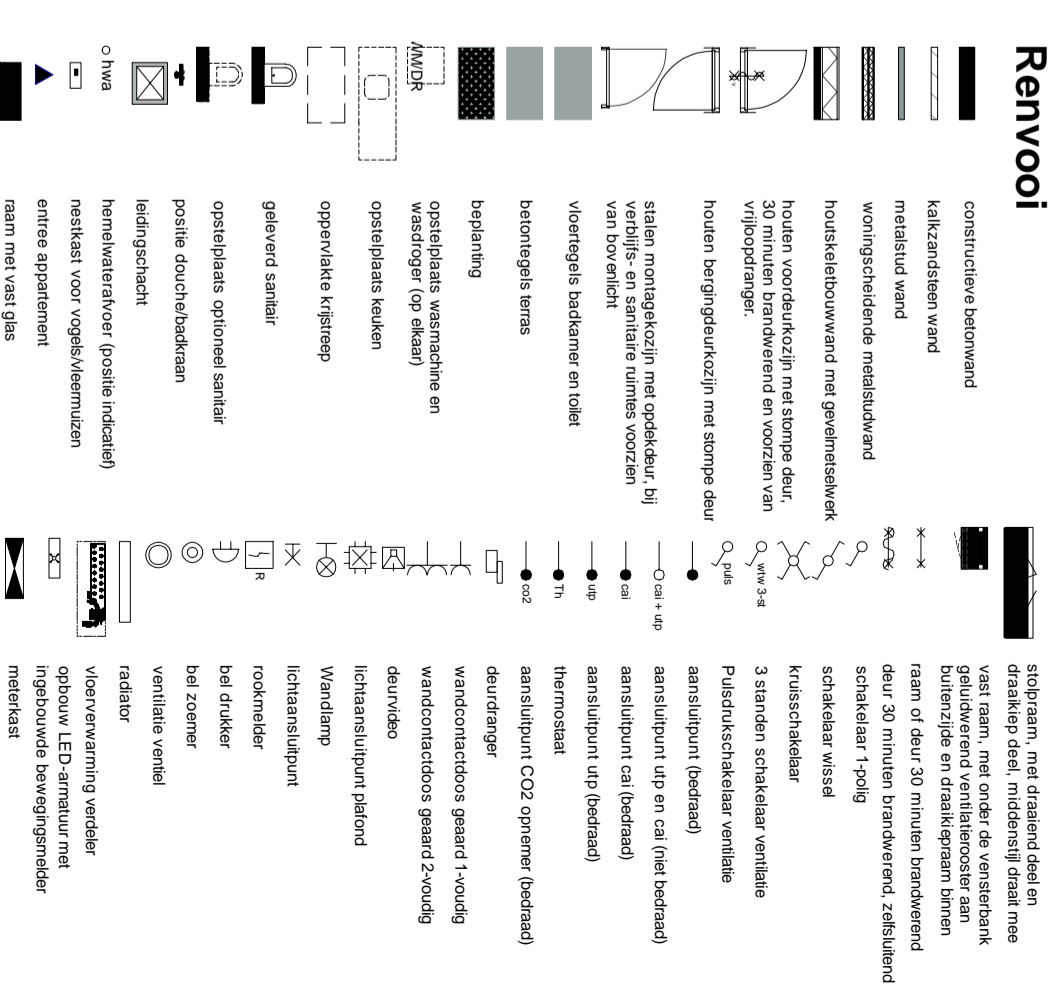 Renvooi
constructieve betonwand
kalkzandsteen wand
metalstud wand
woningscheidende metalstudwand
houtskeletbouwwand met gevelmetselwerk
houten voordeurkozijn met stompe deur,
30 minuten brandwerend en voorzien van
vrijloopdranger.
houten bergingdeurkozijn met stompe deur
stalen montagekozijn met opdekdeur, bij
verblijfs- en sanitaire ruimtes voorzien
van bovenlicht
vloertegels badkamer en toilet
betontegels terras
beplanting
WM/DR
opstelplaats wasmachine en
wasdroger (op elkaar)
opstelplaats keuken
oppervlakte krijstreep
geleverd sanitair
opstelplaats optioneel sanitair
positie douche/badkraan
leidingschacht
hwa
hemelwaterafvoer (positie indicatief)
nestkast voor vogels/vleermuizen
entree appartement
raam met vast glas
stolpraam, met draaiend deel en
draaikiep deel, middenstijl draait mee
vast raam, met onder de vensterbank
geluidwerend ventilatierooster aan
buitenzijde en draaikiepraam binnen
raam of deur 30 minuten brandwerend
deur 30 minuten brandwerend, zelfsluitend
schakelaar 1-polig
schakelaar wissel
kruisschakelaar
wtw 3-st
3 standen schakelaar ventilatie
puls
Pulsdrukschakelaar ventilatie
aansluitpunt (bedraad)
cai + utp
aansluitpunt utp en cai (niet bedraad)
cai
aansluitpunt cai (bedraad)
utp
aansluitpunt utp (bedraad)
Th
thermostaat
co2
aansluitpunt CO2 opnemer (bedraad)
deurdranger
wandcontactdoos geaard 1-voudig
wandcontactdoos geaard 2-voudig
deurvideo
lichtaansluitpunt plafond
Wandlamp
lichtaansluitpunt
R
rookmelder
bel drukker
bel zoemer
ventilatie ventiel
radiator
vloerverwarming verdeler
opbouw LED-armatuur met
ingebouwde bewegingsmelder
meterkast